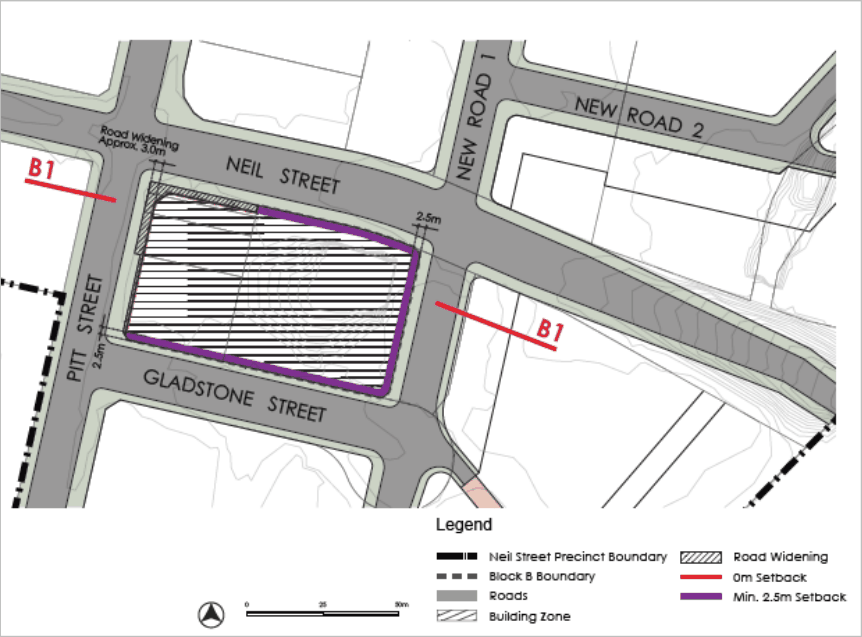 NEW ROAD 1
NEW ROAD 2
Road Widening
Approx. 3.0m
B1
NEIL STREET
2.5m
PITT STREET
2.5m
B1
GLADSTONE STREET
Legend
Neil Street Precinct Boundary
Block B Boundary
Roads
Building Zone
Road Widening
0m Setback
Min. 2.5m Setback
0 25 50m